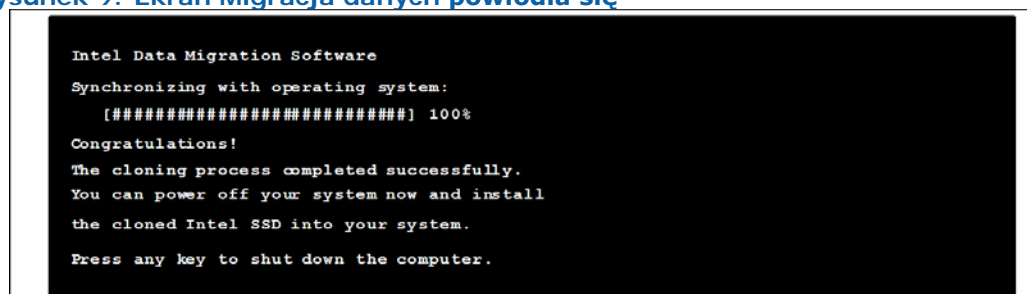 ysunek 9. Ekran Migracja danych powiodła się
Intel Data Migration Software
Synchronizing with operating system:
[###########################] 100%
Congratulations!
The cloning process completed successfully.
You can power off your system now and install
the cloned Intel SSD into your system.
Press any key to shut down the computer.